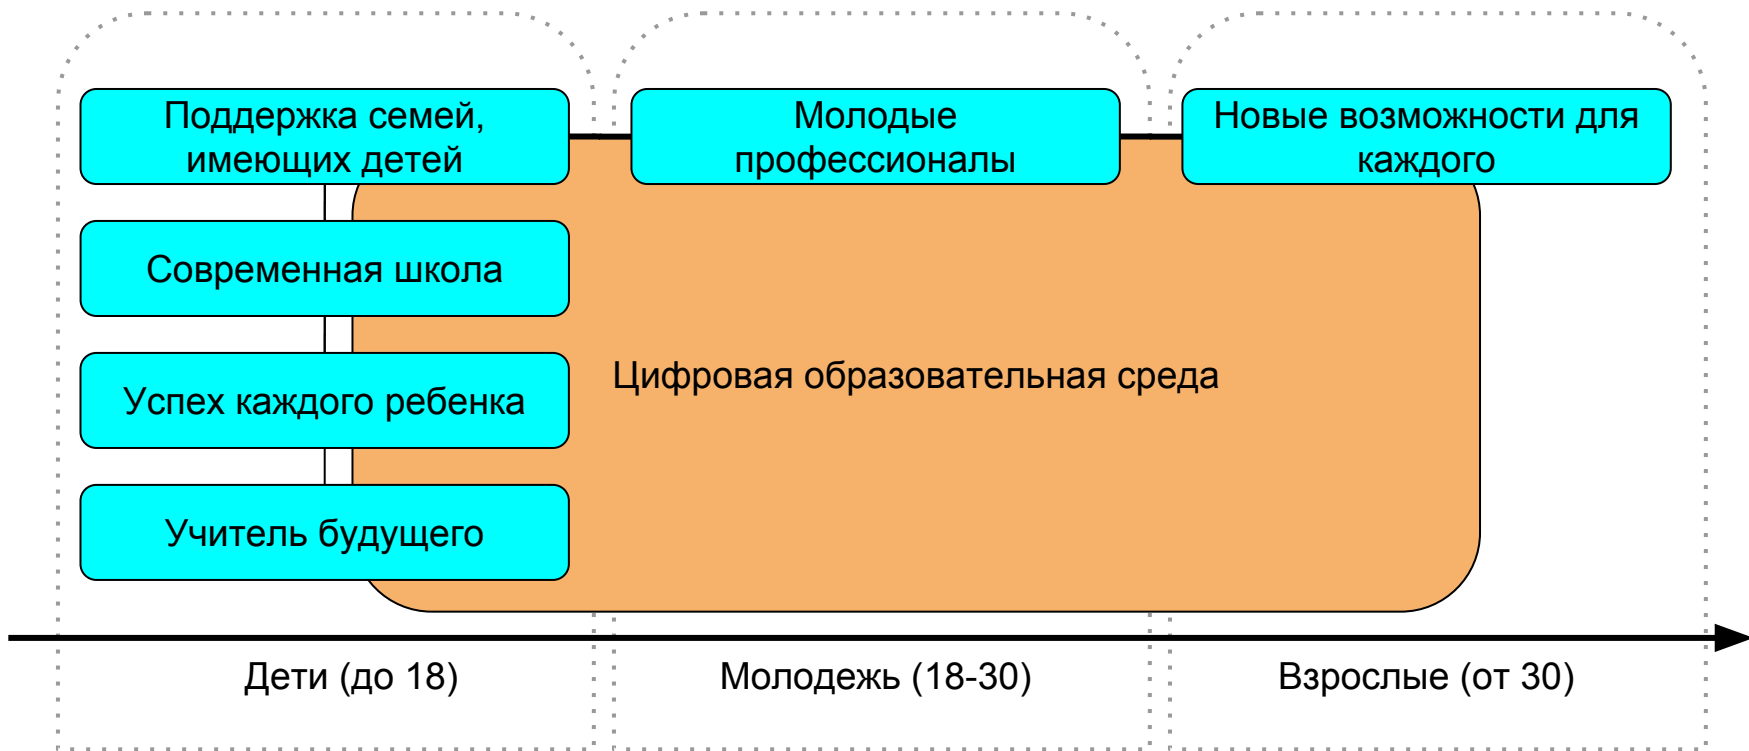 Поддержка семей,
имеющих детей
Молодые
профессионалы
Новые возможности для
каждого
Современная школа
Успех каждого ребенка
Учитель будущего
Цифровая образовательная среда
Дети (до 18)
Молодежь (18-30)
Взрослые (от 30)